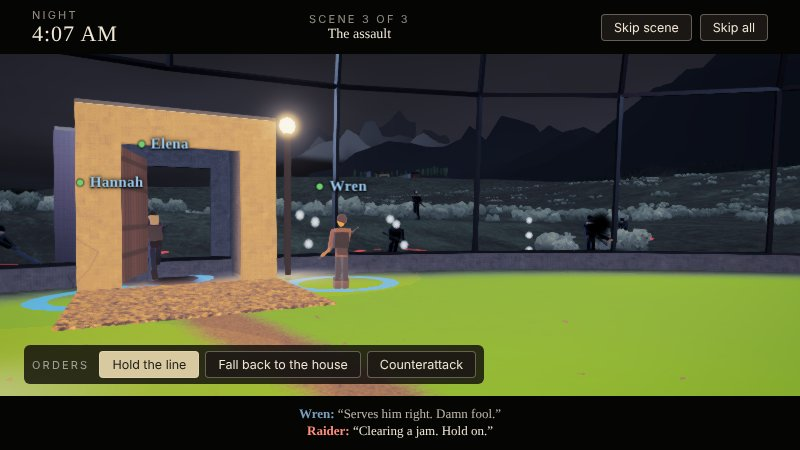 NIGHT
4:07 AM
SCENE 3 OF 3
The assault
Skip scene
Skip all
Elena
Hannah
Wren
ORDERS
Hold the line
Fall back to the house
Counterattack
Wren: “Serves him right. Damn fool.”
Raider: “Clearing a jam. Hold on.”